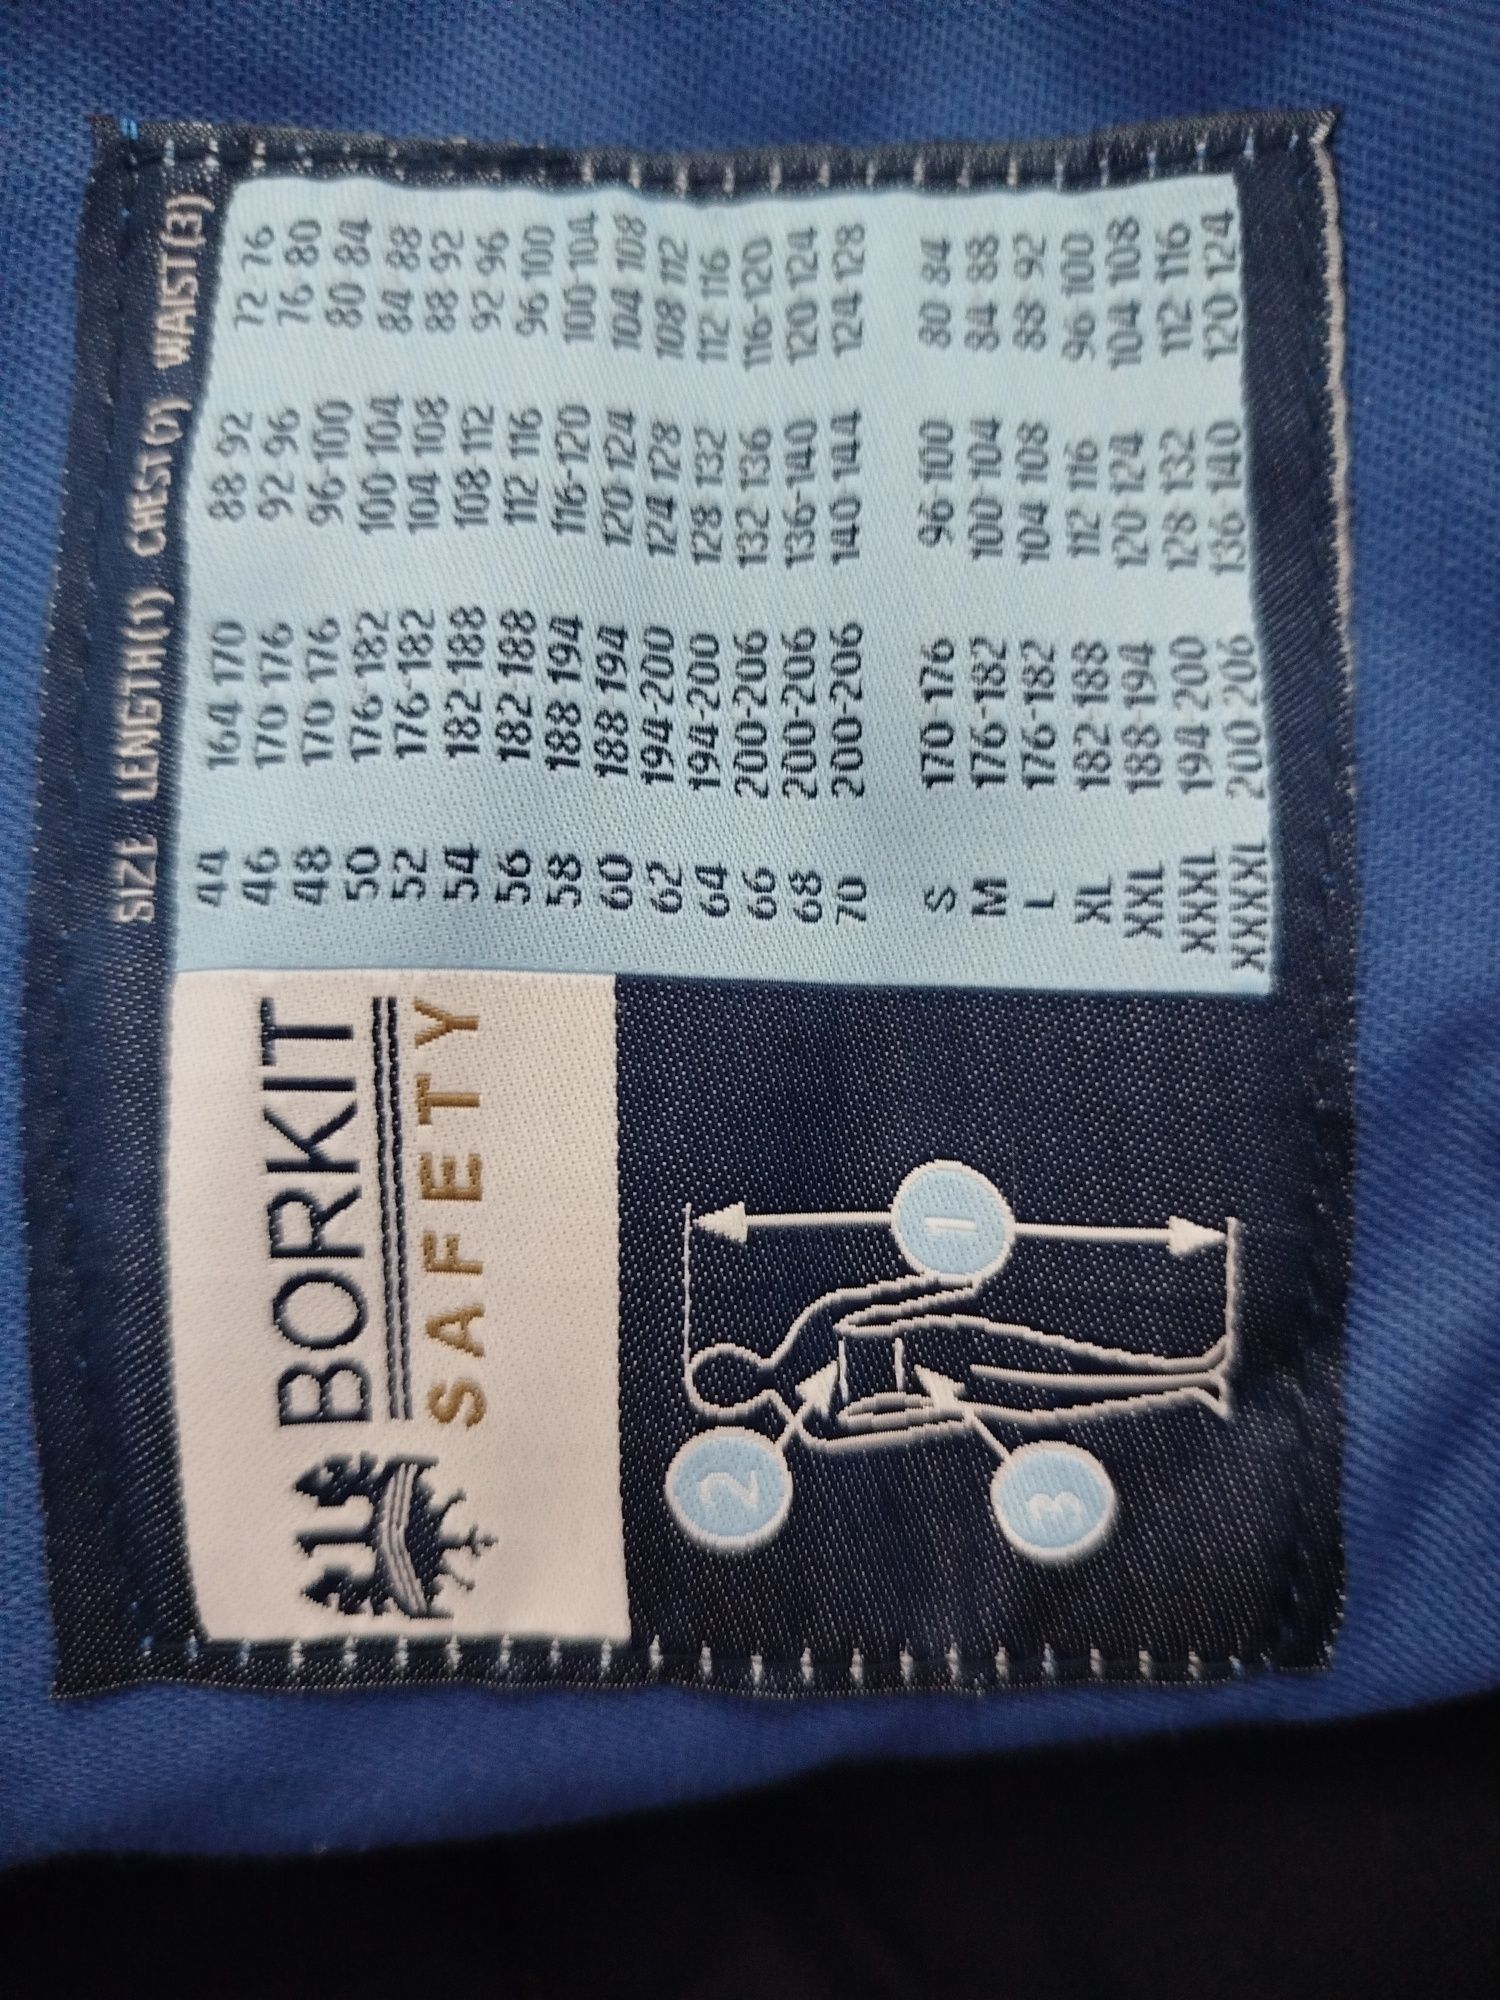 BORKIT
SAFETY
2
1
3
SIZE LENGTH(1) CHEST(2) WAIST(3)
44 164-170 88-92 72-76
46 170-176 92-96 76-80
48 170-176 96-100 80-84
50 176-182 100-104 84-88
52 176-182 104-108 88-92
54 182-188 108-112 92-96
56 182-188 112-116 96-100
58 188-194 116-120 100-104
60 188-194 120-124 104-108
62 194-200 124-128 108-112
64 194-200 128-132 112-116
66 200-206 132-136 116-120
68 200-206 136-140 120-124
70 200-206 140-144 124-128
S 170-176 96-100 80-84
M 176-182 100-104 84-88
L 176-182 104-108 88-92
XL 182-188 112-116 96-100
XXL 188-194 120-124 104-108
XXXL 194-200 128-132 112-116
XXXXL 200-206 136-140 120-124